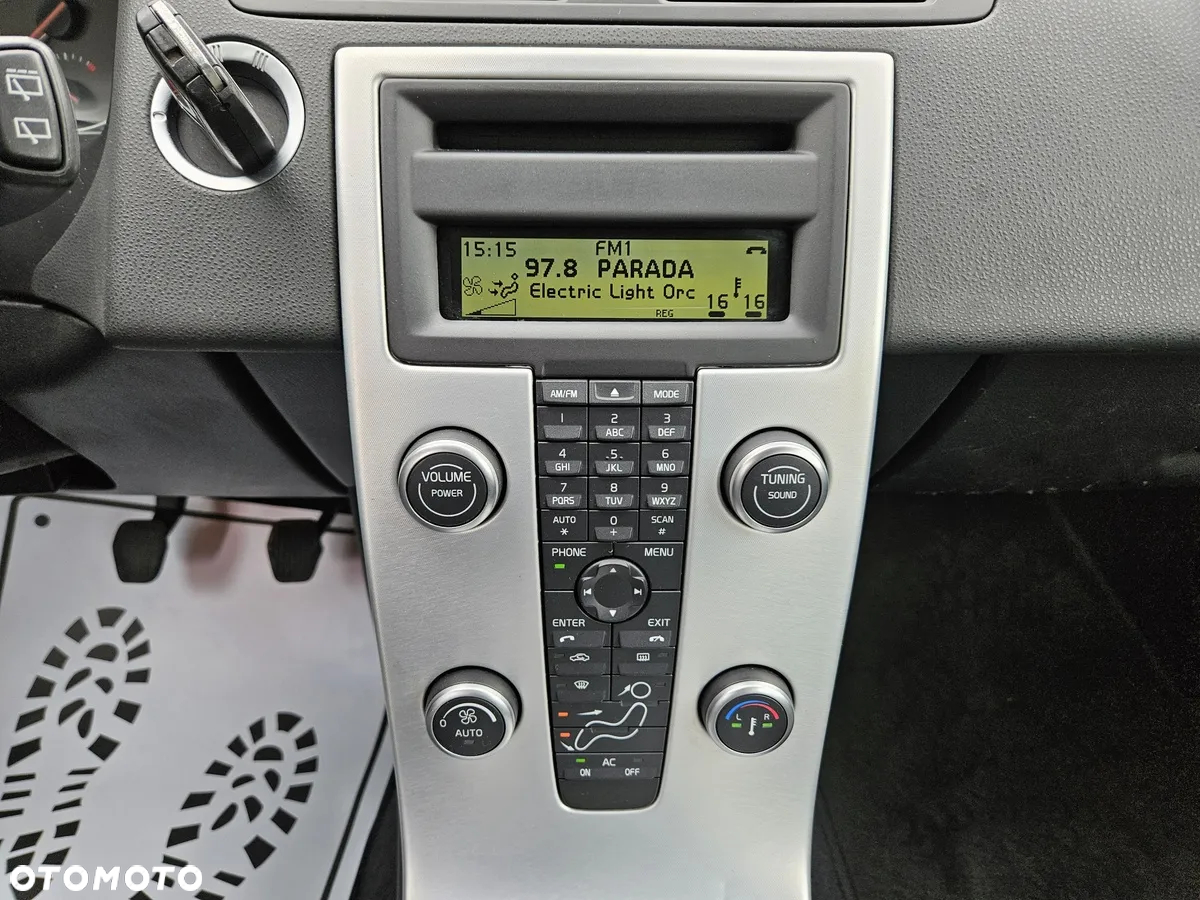 15:15 FM1
97.8 PARADA
Electric Light Orc
16 16
REG
AM/FM MODE
1 2 3
ABC DEF
4 5 6
GHI JKL MNO
7 8 9
PQRS TUV WXYZ
AUTO 0 SCAN
* + #
VOLUME
POWER
TUNING
SOUND
PHONE MENU
ENTER EXIT
0
AUTO
L R
AC
ON OFF
OTOMOTO